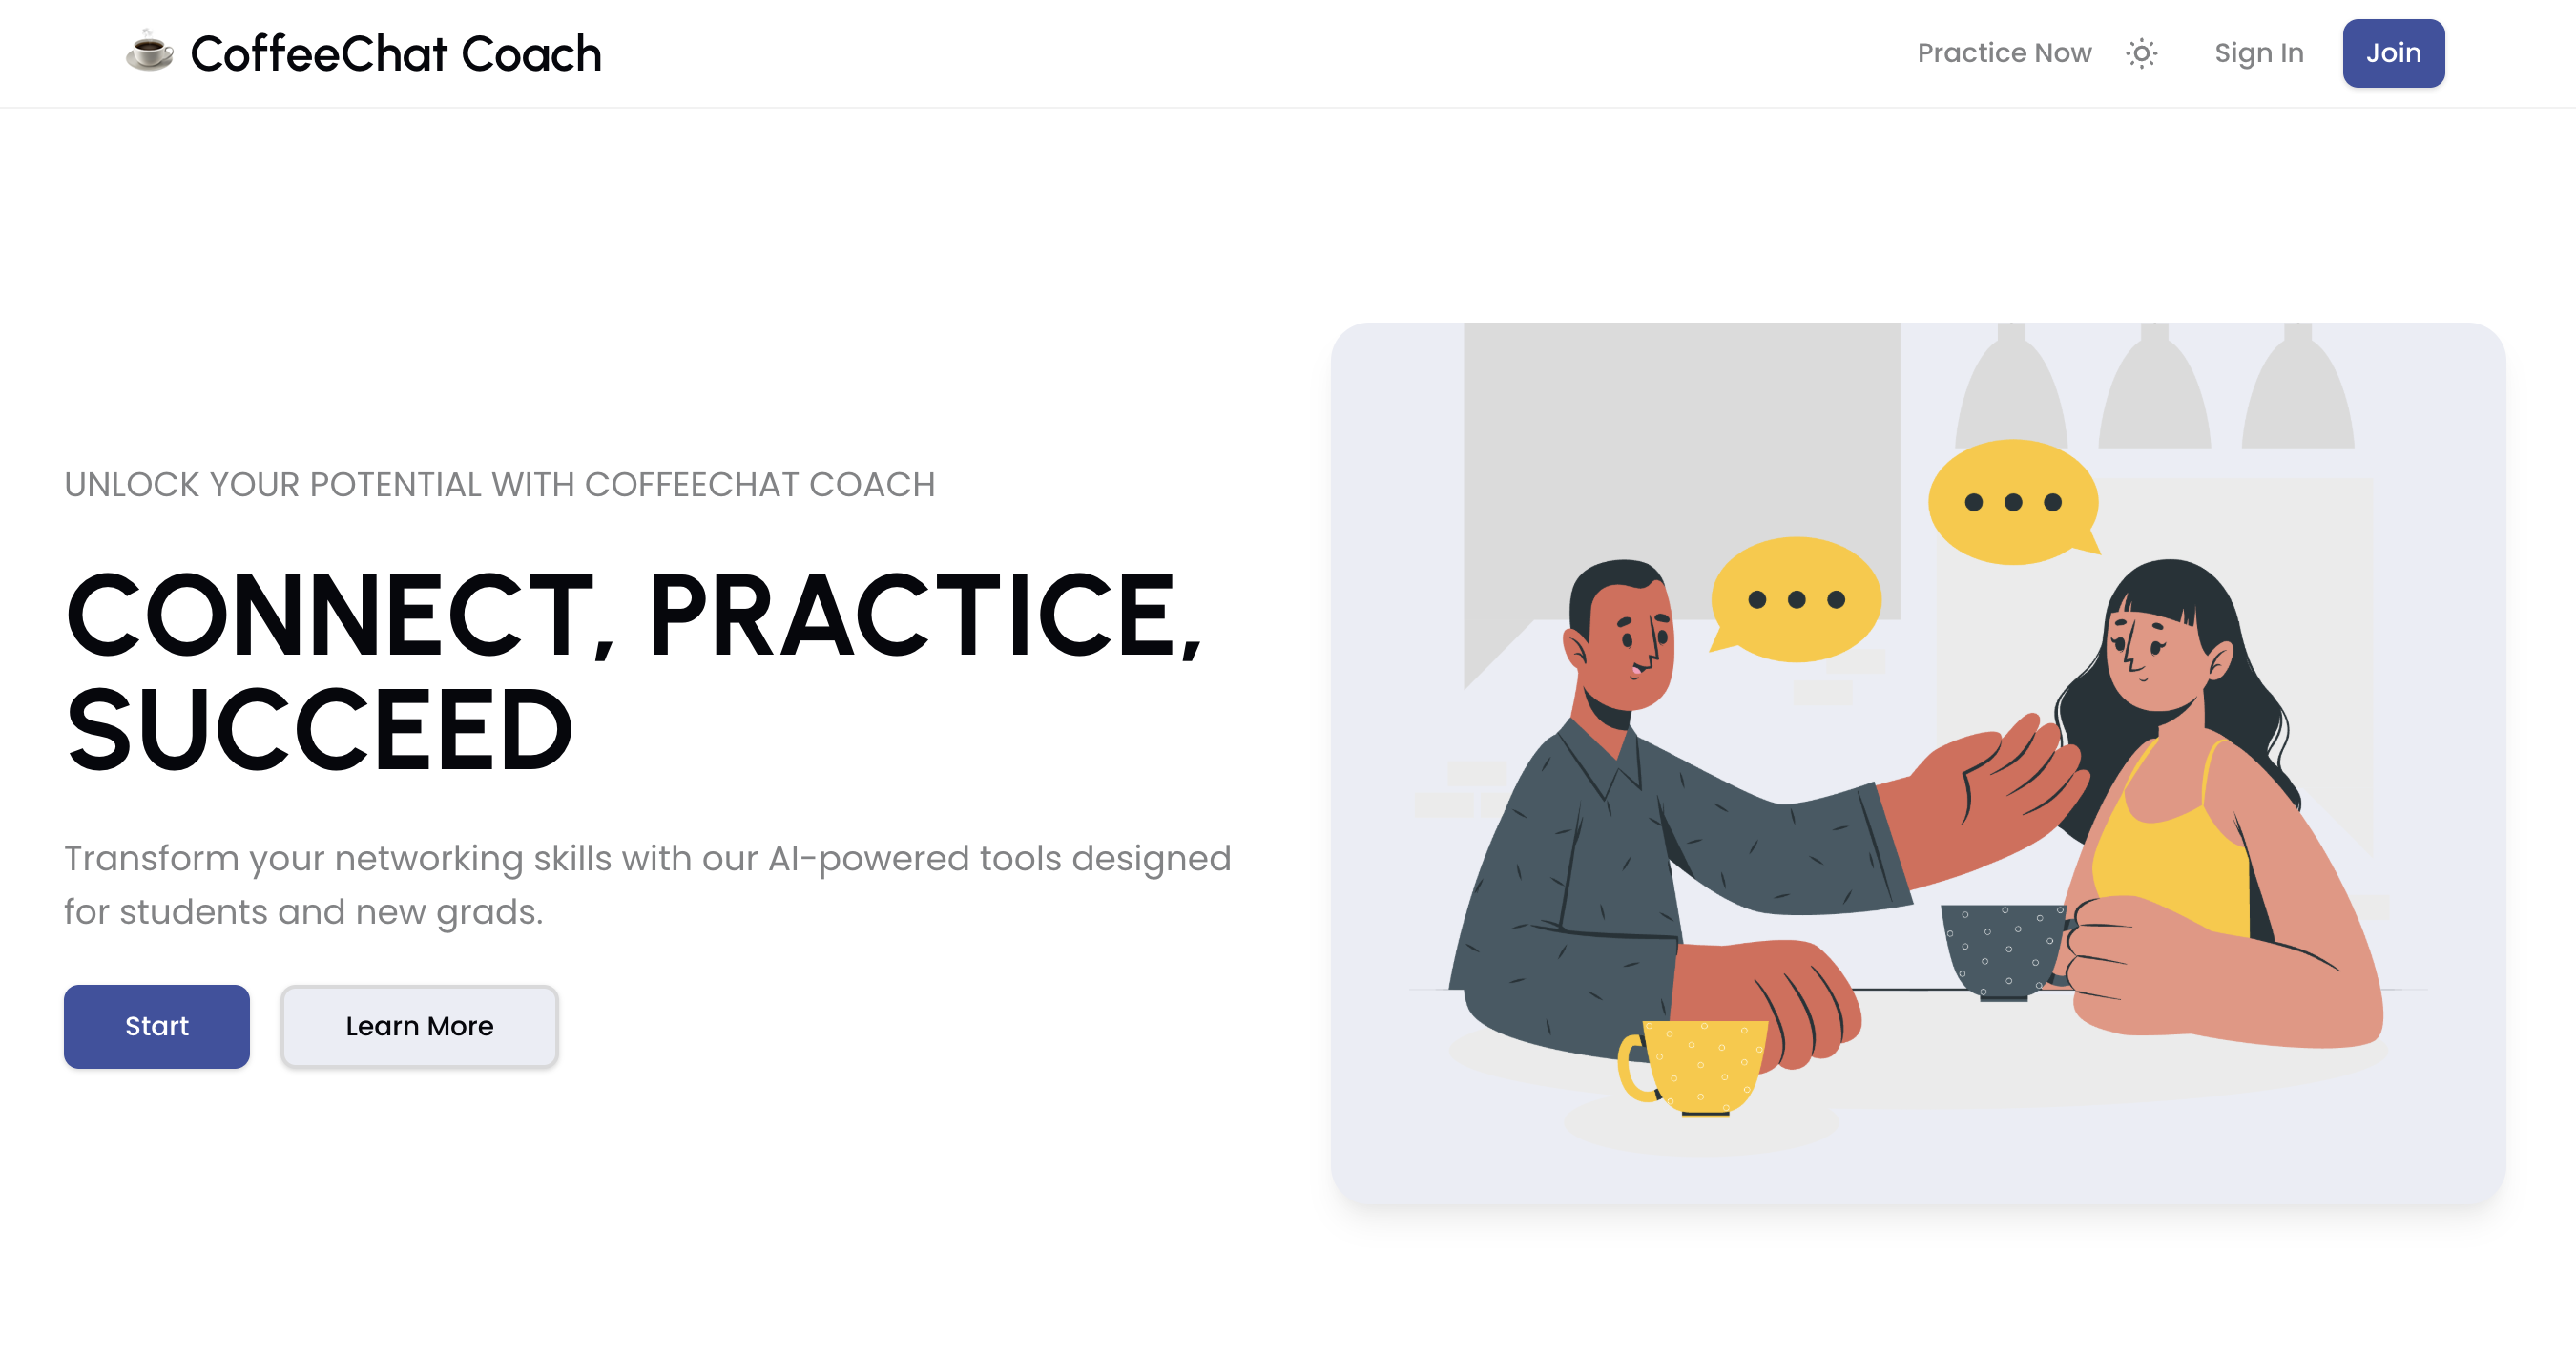 CoffeeChat Coach
Practice Now
Sign In
Join
UNLOCK YOUR POTENTIAL WITH COFFEECHAT COACH
CONNECT, PRACTICE,
SUCCEED
Transform your networking skills with our AI-powered tools designed
for students and new grads.
Start
Learn More